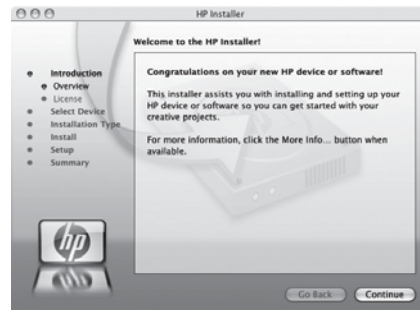 HP Installer
Welcome to the HP Installer!
Introduction
Overview
License
Select Device
Installation Type
Install
Setup
Summary
Congratulations on your new HP device or software!
This installer assists you with installing and setting up your
HP device or software so you can get started with your
creative projects.
For more information, click the More Info... button when
available.
hp
Go Back
Continue